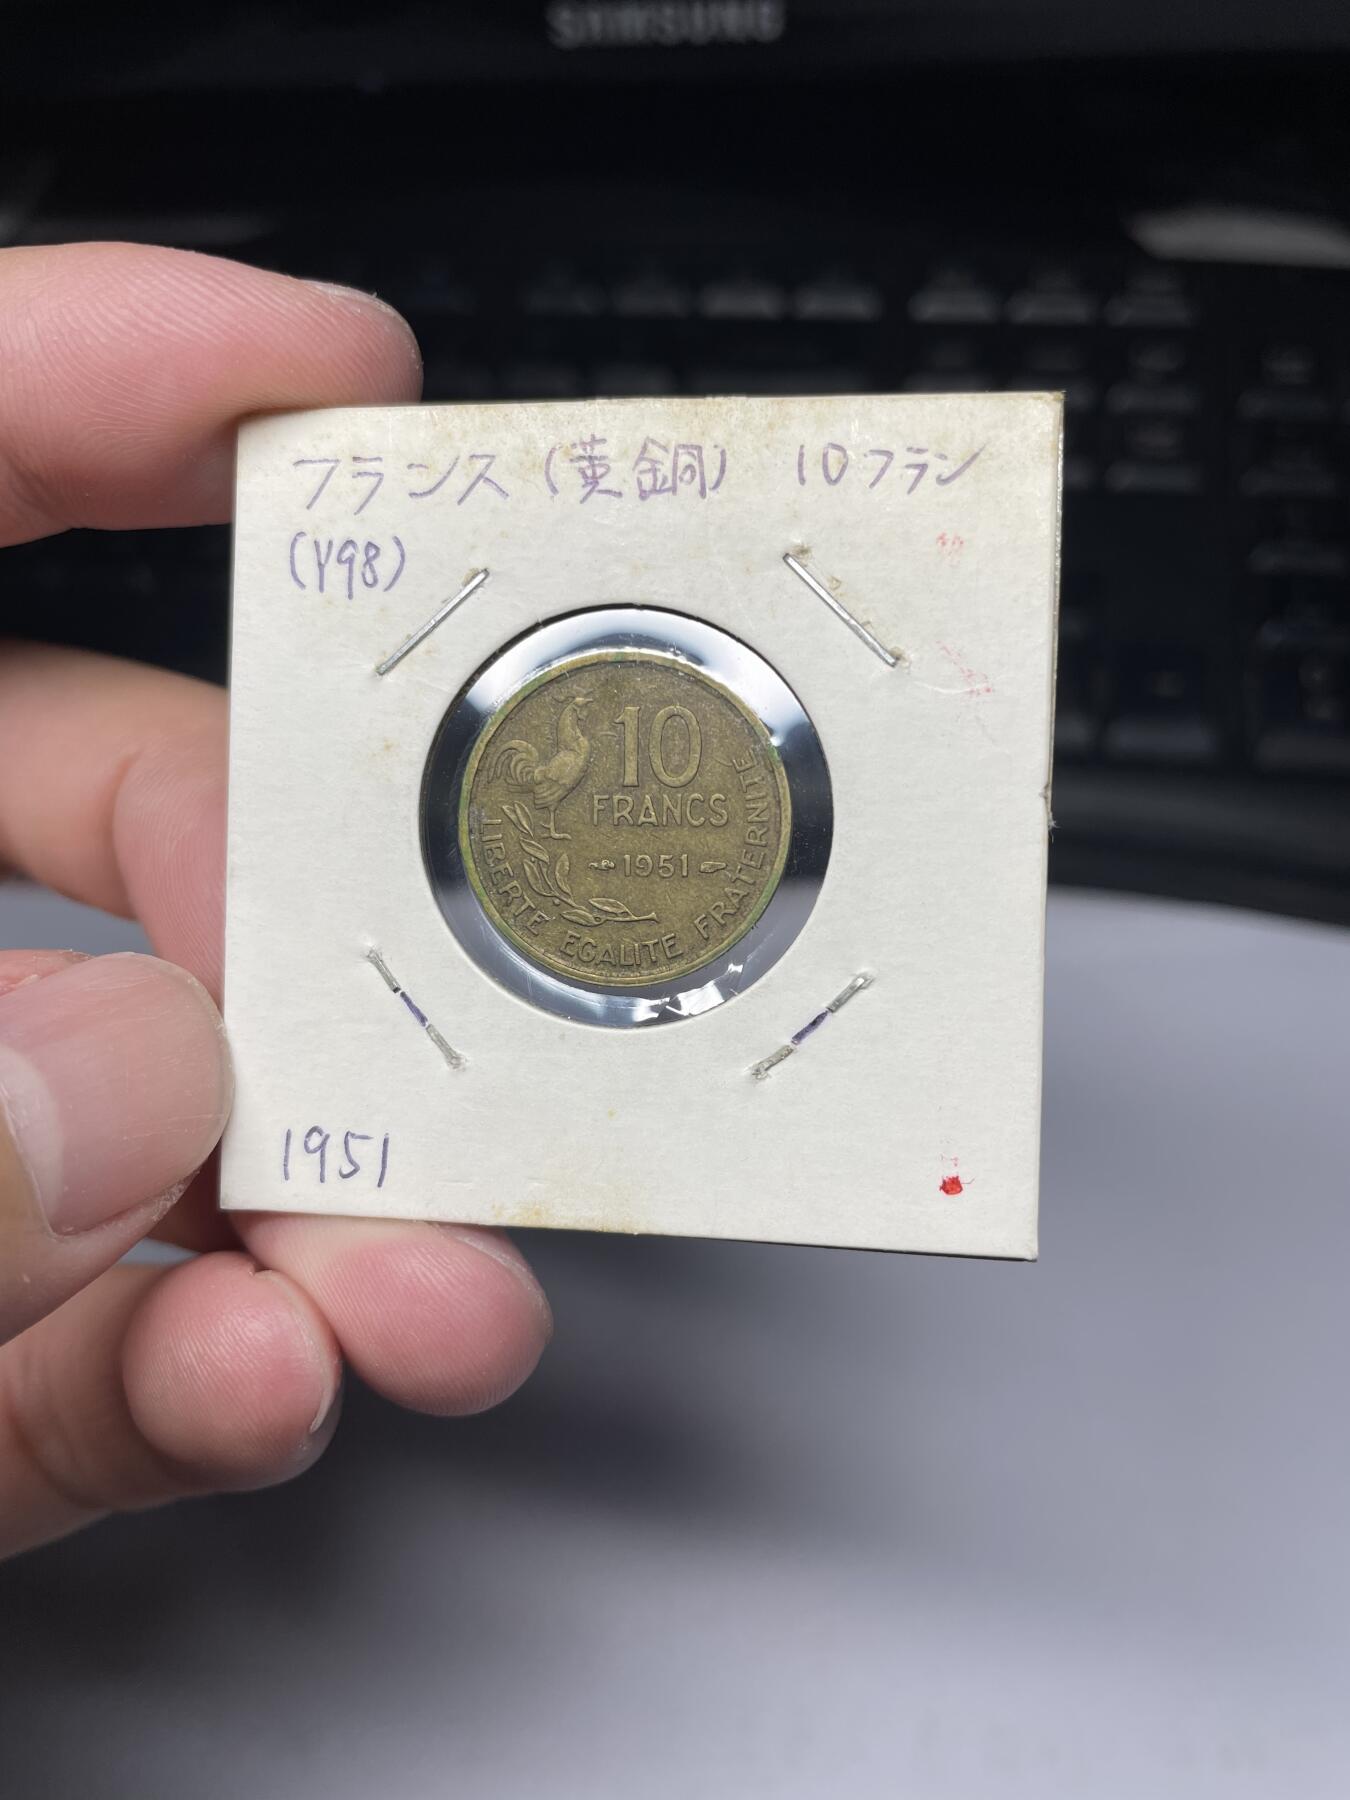 SAMSUNG
フランス (黄銅) 10フラン
(Y98)
10
FRANCS
1951
LIBERTE EGALITE FRATERNITE
1951